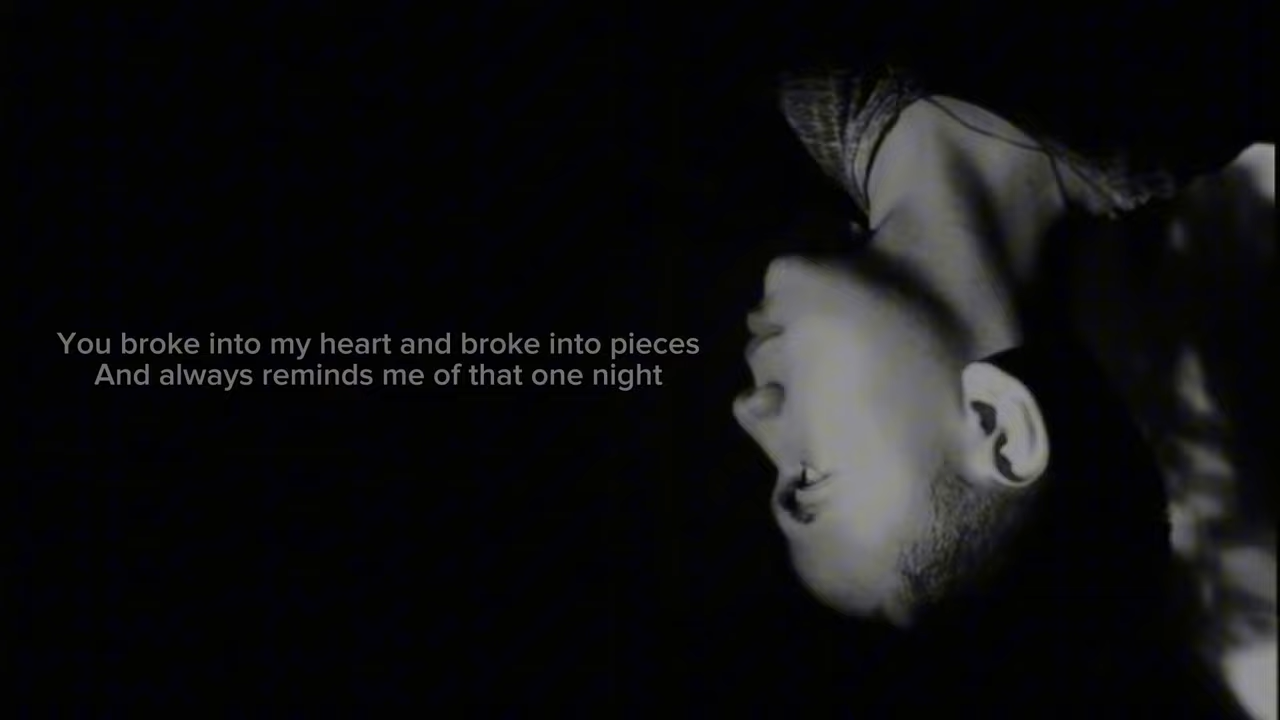 You broke into my heart and broke into pieces
And always reminds me of that one night